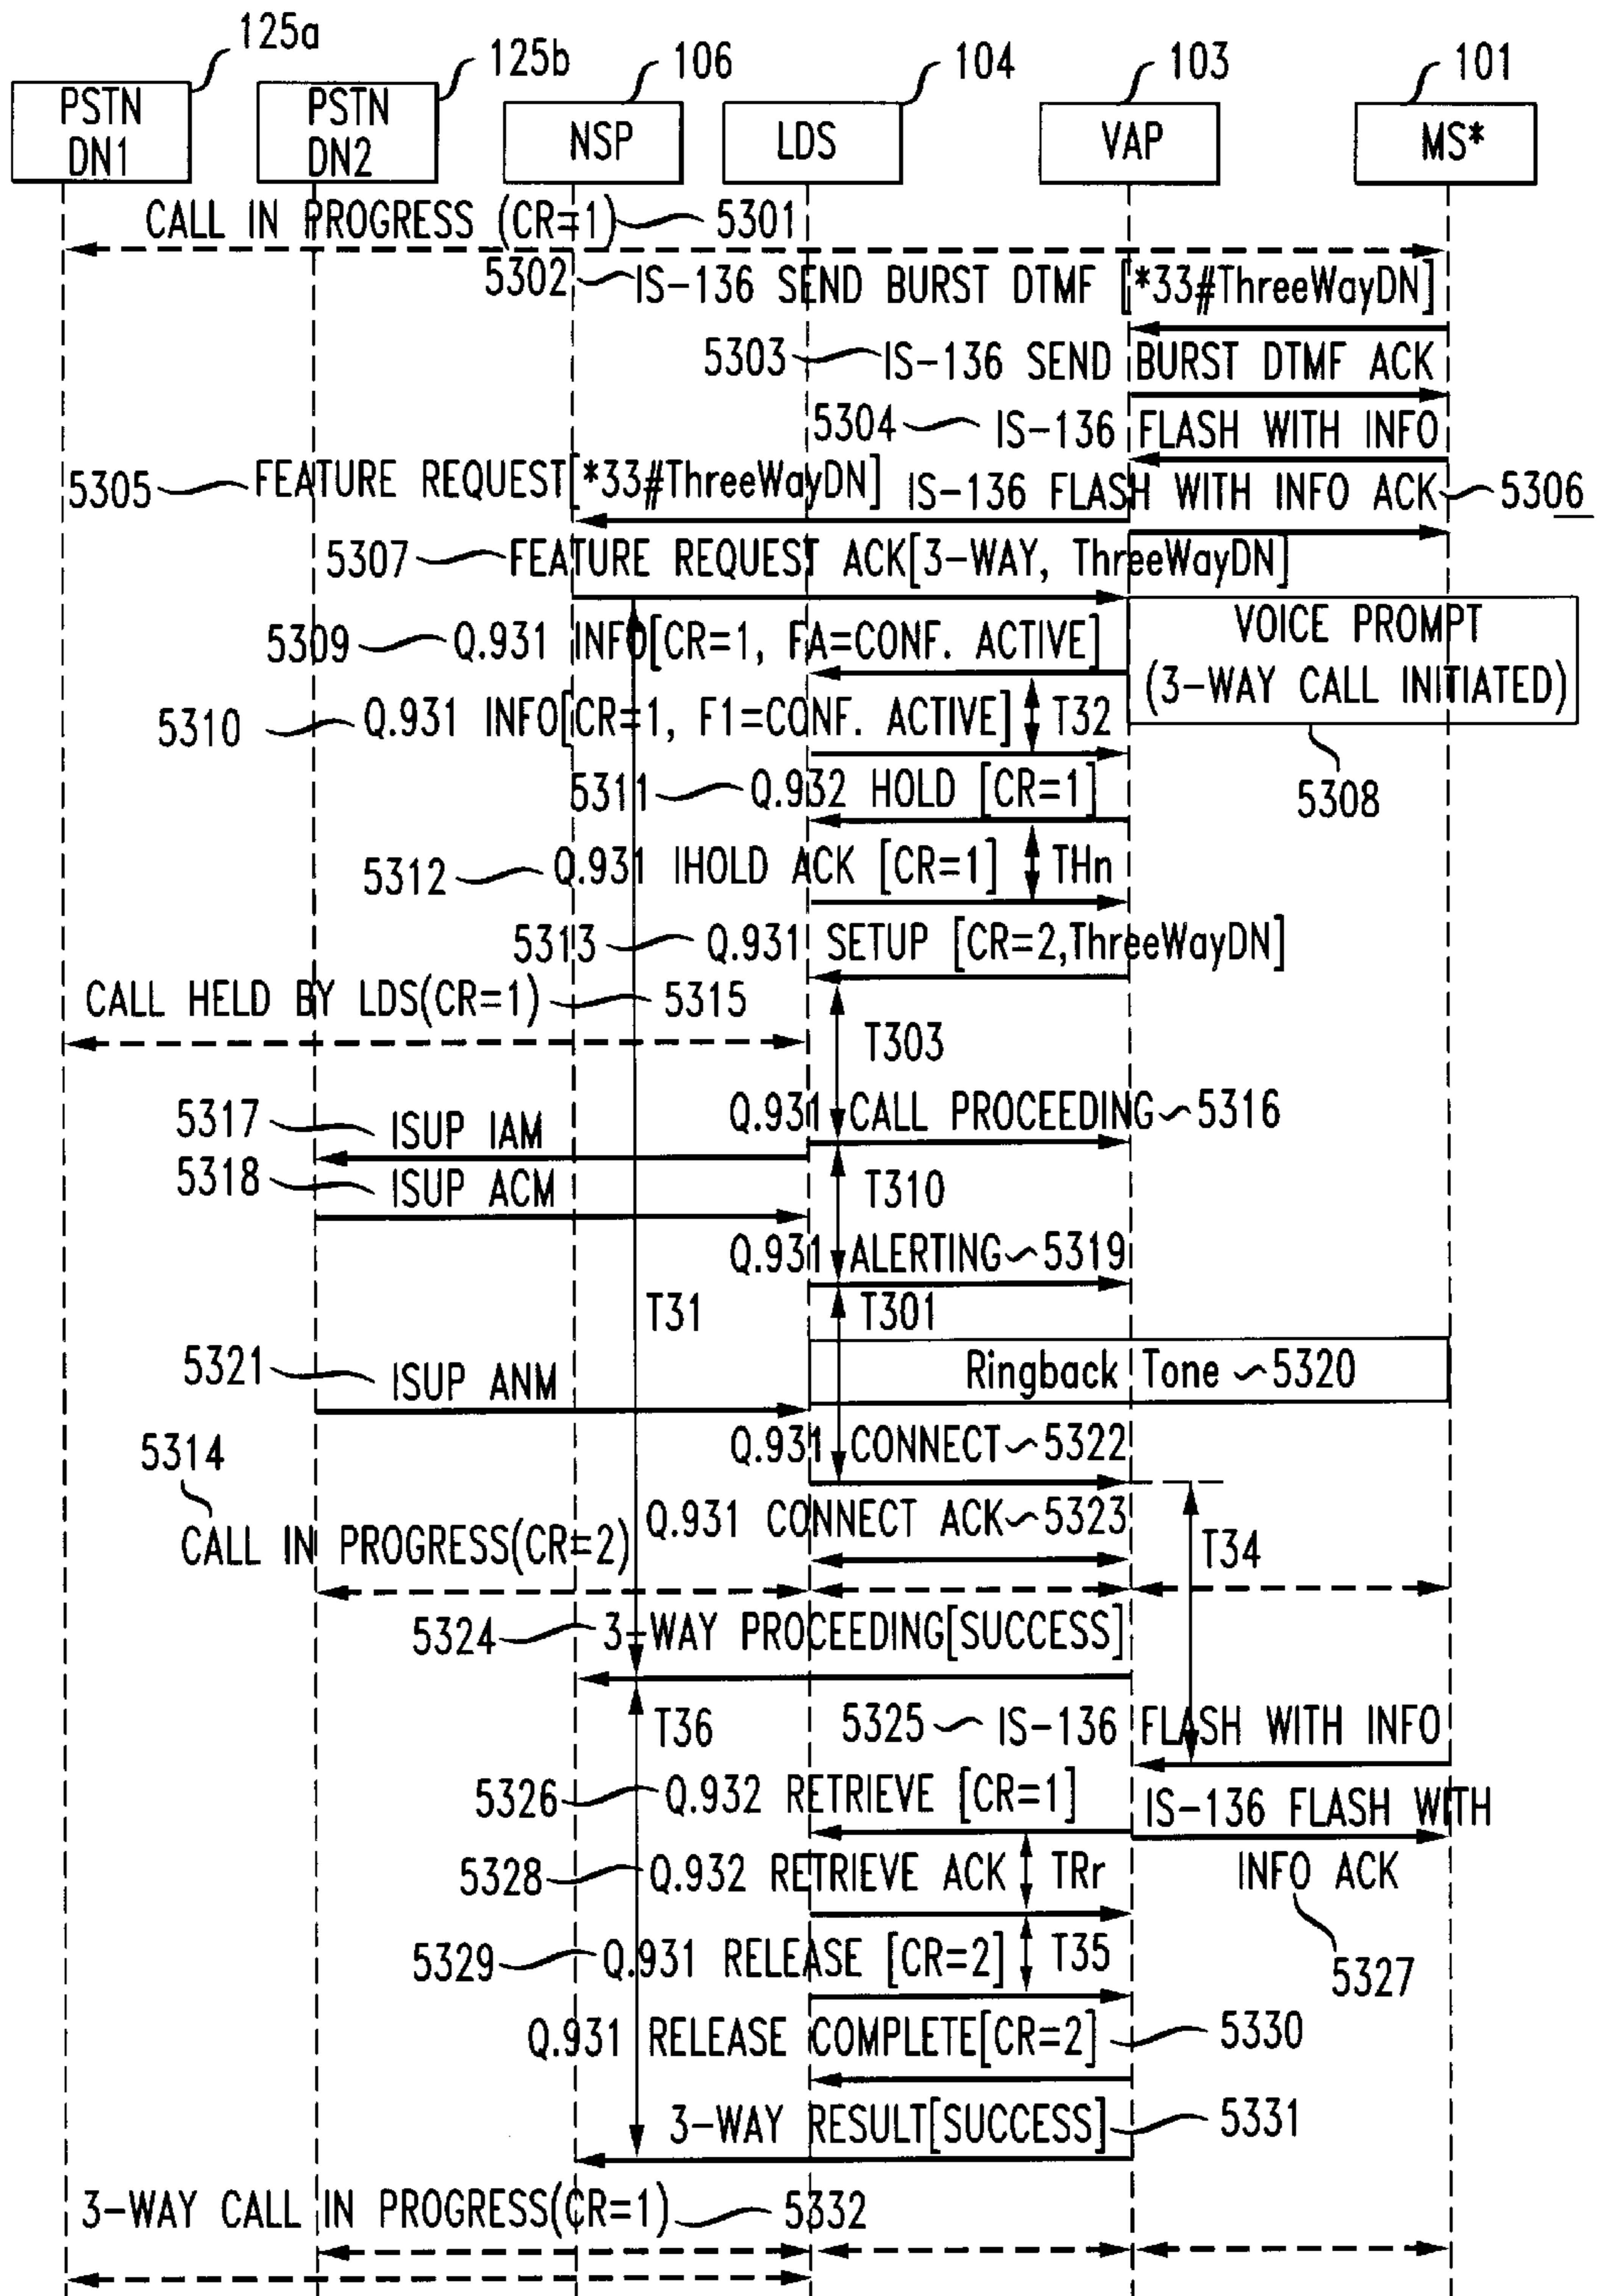 125a
125b
106
104
103
101
PSTN
DN1
PSTN
DN2
NSP
LDS
VAP
MS*
CALL IN PROGRESS (CR=1) 5301
5302 IS-136 SEND BURST DTMF [*33#ThreeWayDN]
5303 IS-136 SEND BURST DTMF ACK
5304 IS-136 FLASH WITH INFO
5305 FEATURE REQUEST[*33#ThreeWayDN]
IS-136 FLASH WITH INFO ACK 5306
5307 FEATURE REQUEST ACK[3-WAY, ThreeWayDN]
VOICE PROMPT
(3-WAY CALL INITIATED)
5308
5309 Q.931 INFO[CR=1, FA=CONF. ACTIVE]
5310 Q.931 INFO[CR=1, F1=CONF. ACTIVE] T32
5311 Q.932 HOLD [CR=1]
5312 Q.931 IHOLD ACK [CR=1] THn
5313 Q.931 SETUP [CR=2,ThreeWayDN]
CALL HELD BY LDS(CR=1) 5315
T303
Q.931 CALL PROCEEDING 5316
5317 ISUP IAM
5318 ISUP ACM
T310
Q.931 ALERTING 5319
T31
T301
Ringback Tone 5320
5321 ISUP ANM
Q.931 CONNECT 5322
5314
CALL IN PROGRESS(CR=2)
Q.931 CONNECT ACK 5323
T34
5324 3-WAY PROCEEDING[SUCCESS]
T36
5325 IS-136 FLASH WITH INFO
5326 Q.932 RETRIEVE [CR=1]
IS-136 FLASH WITH
INFO ACK
5327
5328 Q.932 RETRIEVE ACK TRr
5329 Q.931 RELEASE [CR=2] T35
Q.931 RELEASE COMPLETE[CR=2] 5330
3-WAY RESULT[SUCCESS] 5331
3-WAY CALL IN PROGRESS(CR=1) 5332